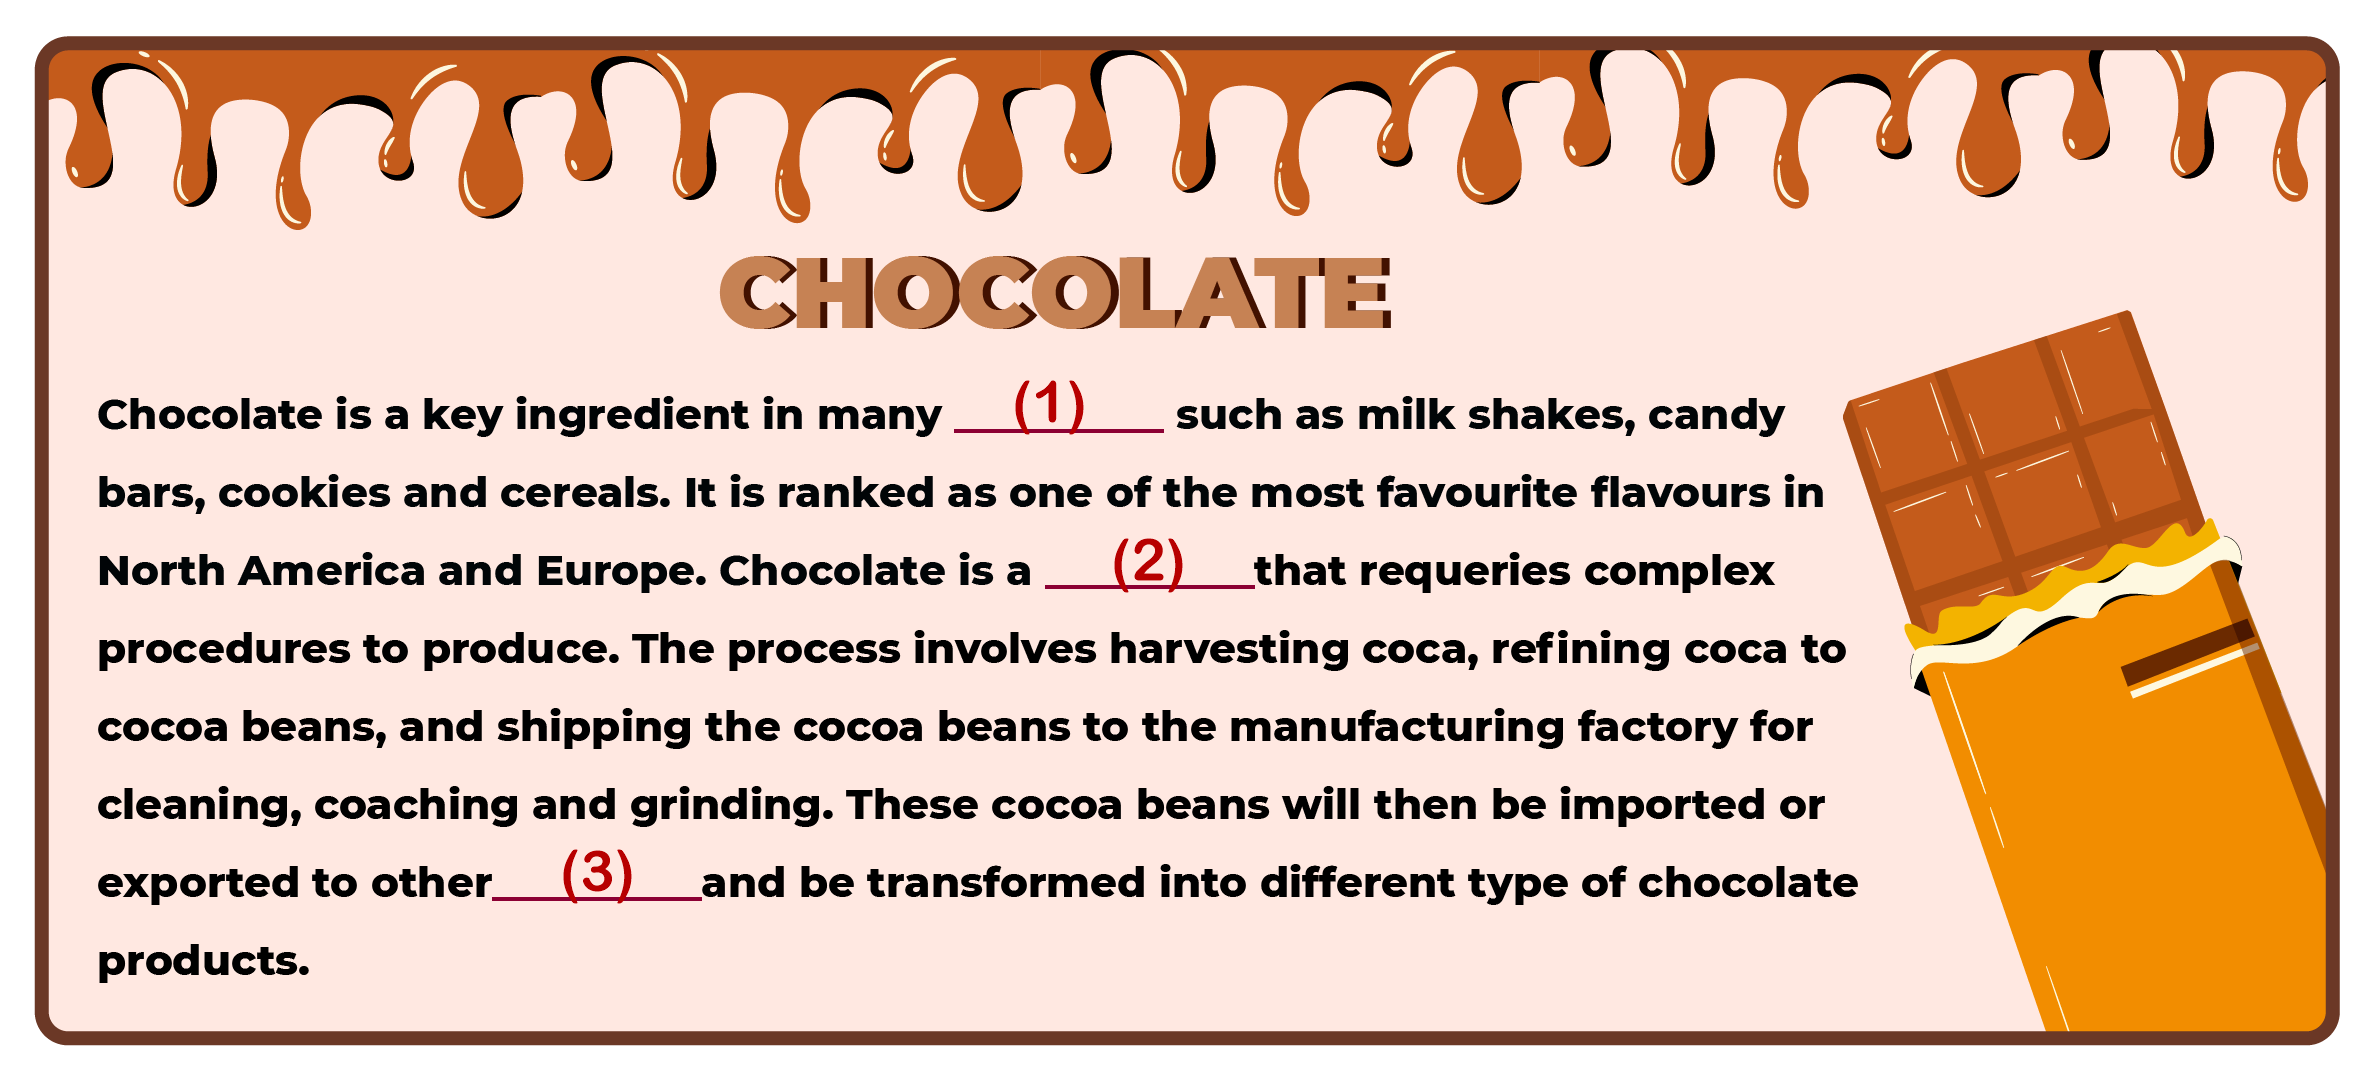 CHOCOLATE
Chocolate is a key ingredient in many ___(1)___ such as milk shakes, candy
bars, cookies and cereals. It is ranked as one of the most favourite flavours in
North America and Europe. Chocolate is a ___(2)___that requeries complex
procedures to produce. The process involves harvesting coca, refining coca to
cocoa beans, and shipping the cocoa beans to the manufacturing factory for
cleaning, coaching and grinding. These cocoa beans will then be imported or
exported to other___(3)___and be transformed into different type of chocolate
products.